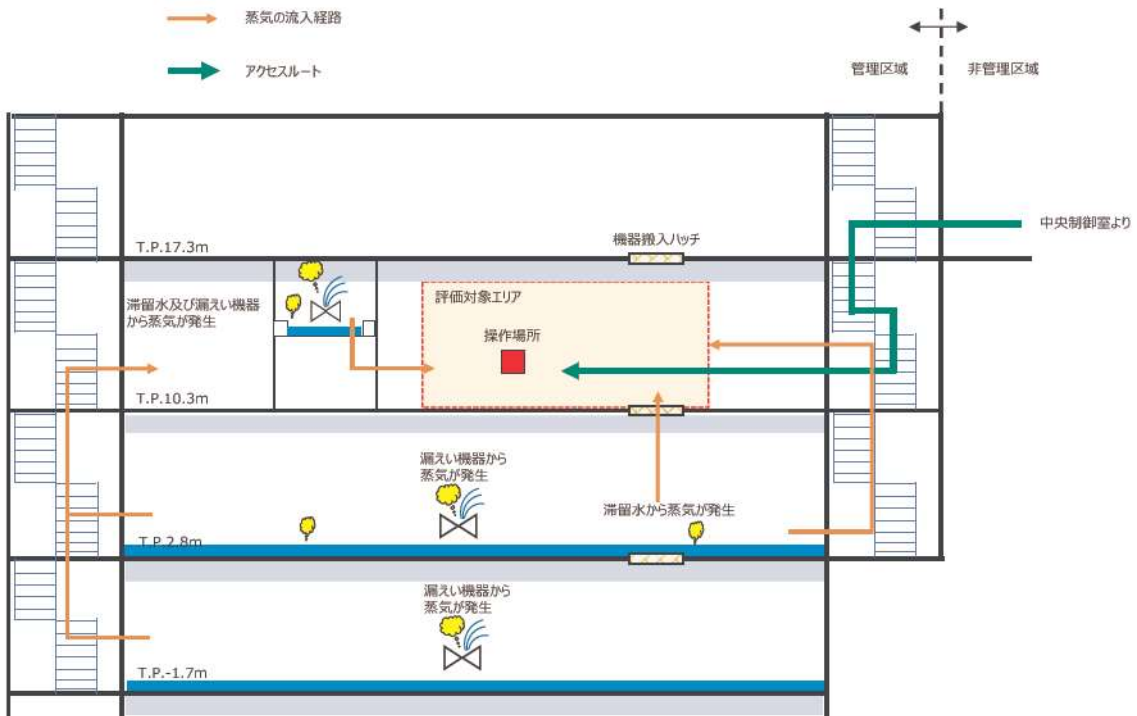 蒸気の流入経路
アクセスルート
管理区域
非管理区域
中央制御室より
T.P.17.3m
機器搬入ハッチ
滞留水及び漏えい機器
から蒸気が発生
評価対象エリア
操作場所
T.P.10.3m
漏えい機器から
蒸気が発生
滞留水から蒸気が発生
T.P.2.8m
漏えい機器から
蒸気が発生
T.P.-1.7m